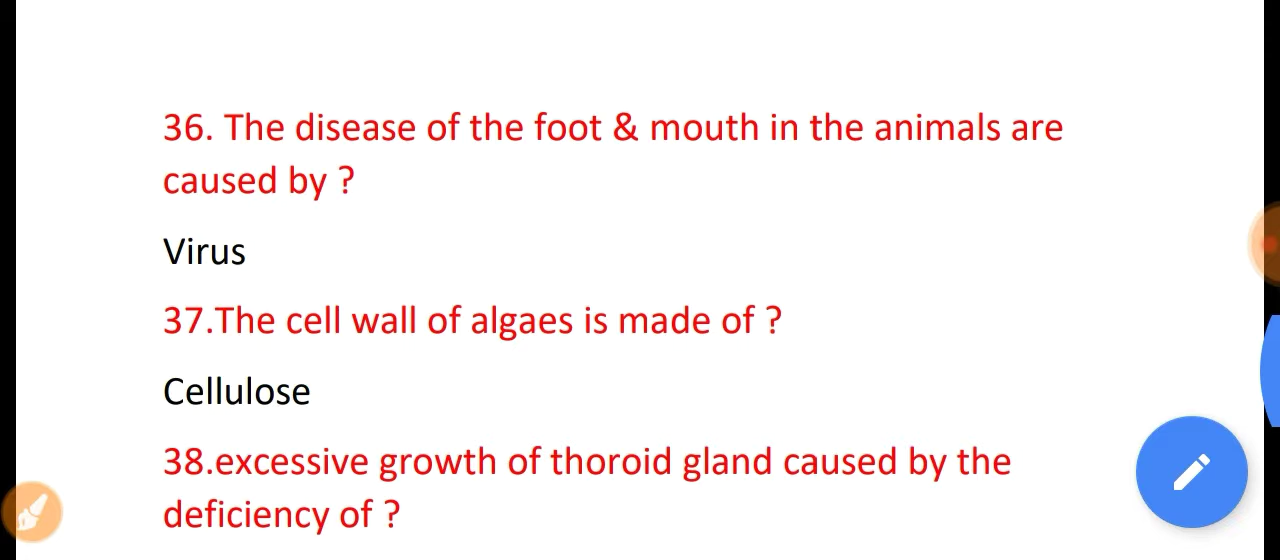 36. The disease of the foot & mouth in the animals are
caused by ?
Virus
37.The cell wall of algaes is made of ?
Cellulose
38.excessive growth of thoroid gland caused by the
deficiency of ?